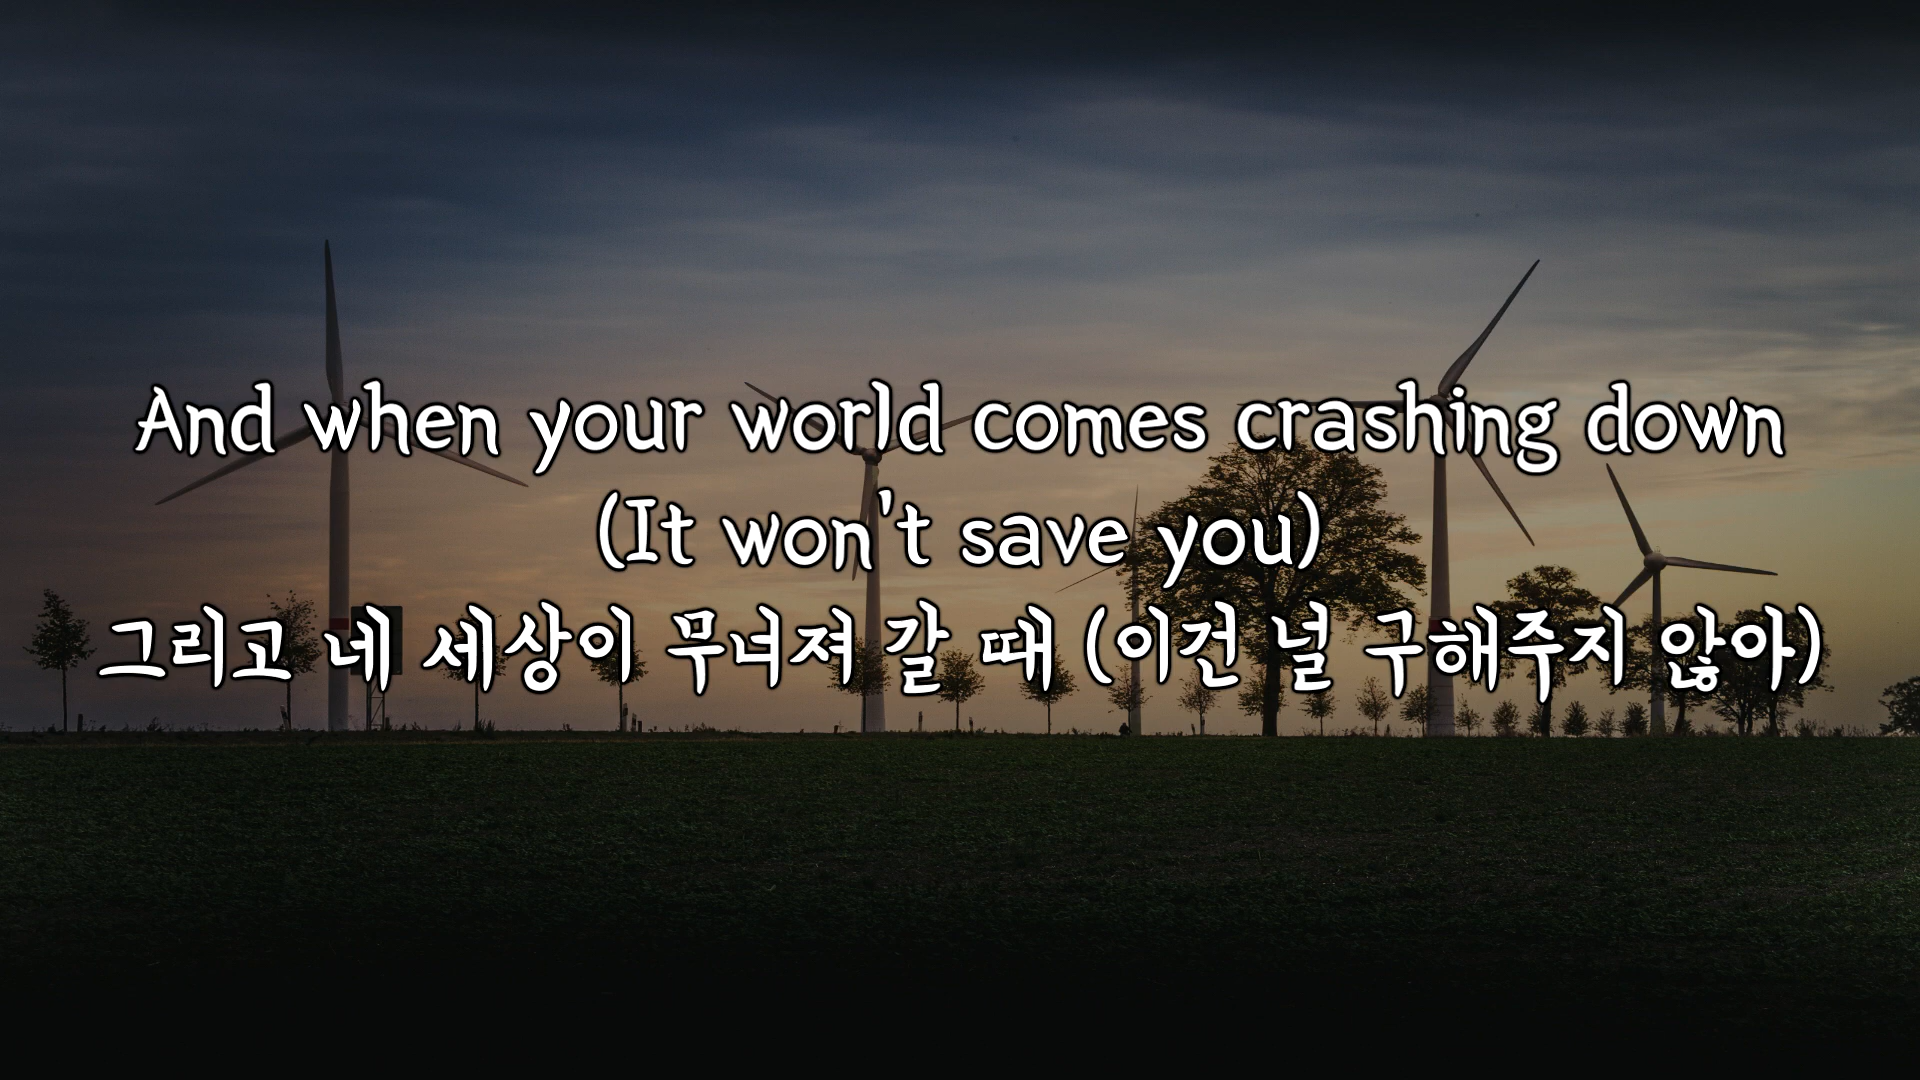 And when your world comes crashing down
(It won't save you)
그리고 네 세상이 무너져 갈 때 (이건 널 구해주지 않아)